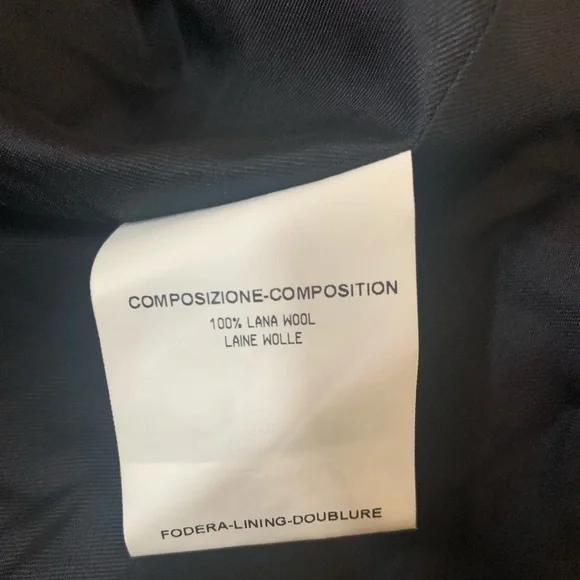 COMPOSIZIONE-COMPOSITION
100% LANA WOOL
LAINE WOLLE
FODERA-LINING-DOUBLURE